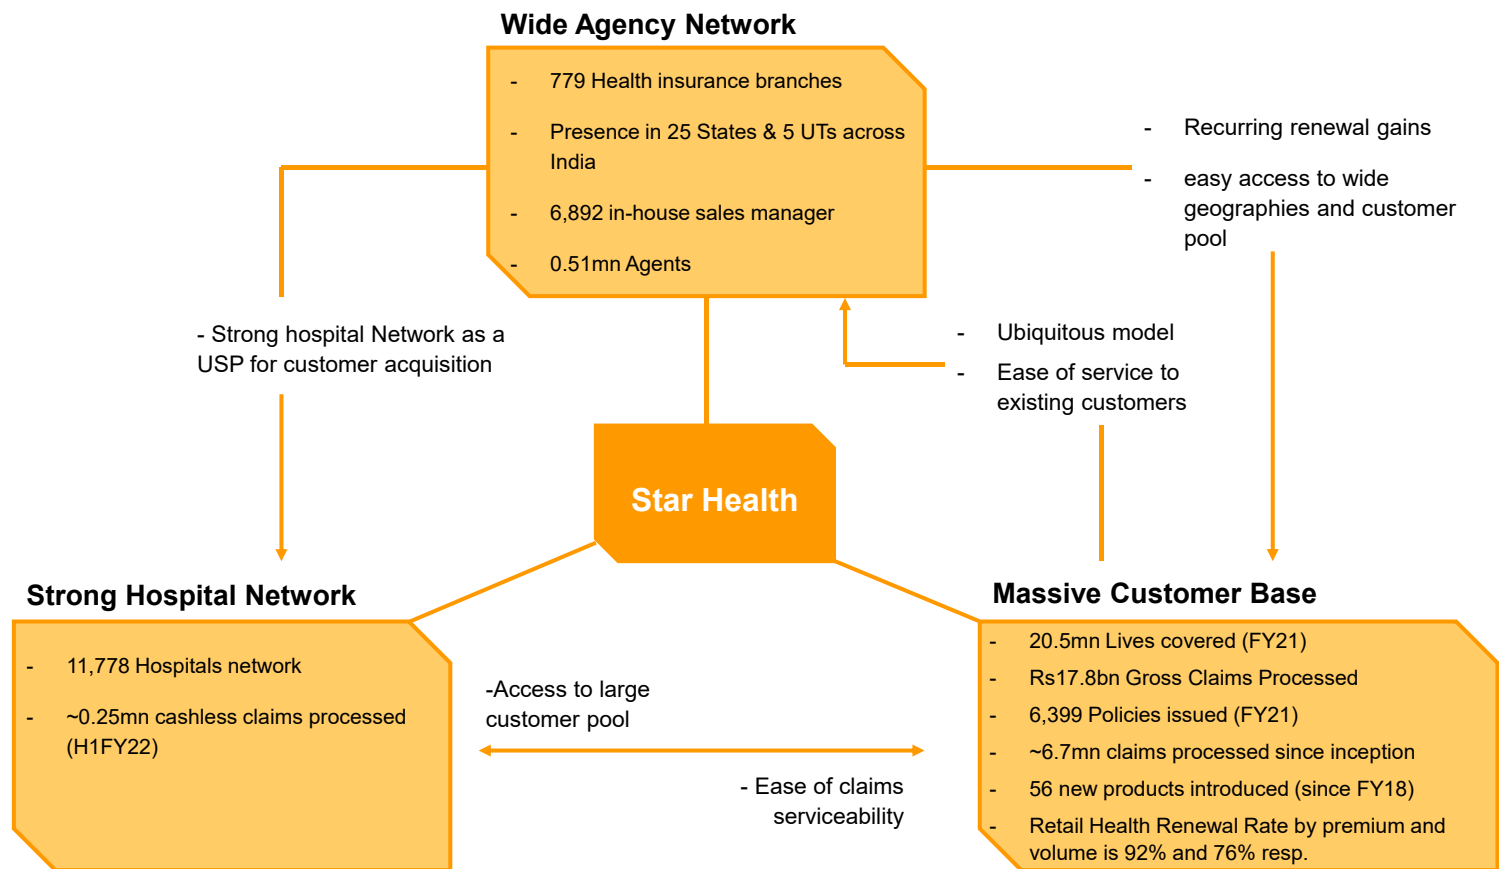 Wide Agency Network
- 779 Health insurance branches
- Presence in 25 States & 5 UTs across
India
- 6,892 in-house sales manager
- 0.51mn Agents
- Recurring renewal gains
- easy access to wide
geographies and customer
pool
- Strong hospital Network as a
USP for customer acquisition
- Ubiquitous model
- Ease of service to
existing customers
Star Health
Strong Hospital Network
- 11,778 Hospitals network
- ~0.25mn cashless claims processed
(H1FY22)
-Access to large
customer pool
- Ease of claims
serviceability
Massive Customer Base
- 20.5mn Lives covered (FY21)
- Rs17.8bn Gross Claims Processed
- 6,399 Policies issued (FY21)
- ~6.7mn claims processed since inception
- 56 new products introduced (since FY18)
- Retail Health Renewal Rate by premium and
volume is 92% and 76% resp.